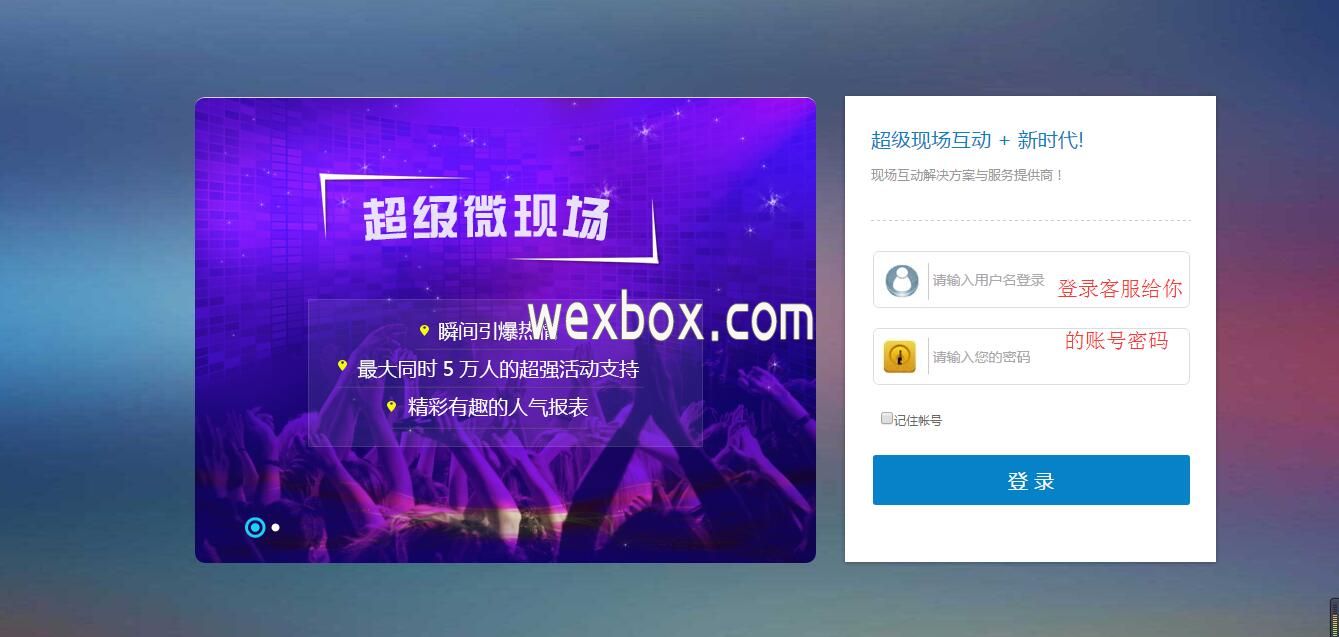 超级微现场
wexbox.com
瞬间引爆热情
最大同时 5 万人的超强活动支持
精彩有趣的人气报表
超级现场互动 + 新时代!
现场互动解决方案与服务提供商！
请输入用户名登录
登录客服给你
的账号密码
请输入您的密码
记住帐号
登 录